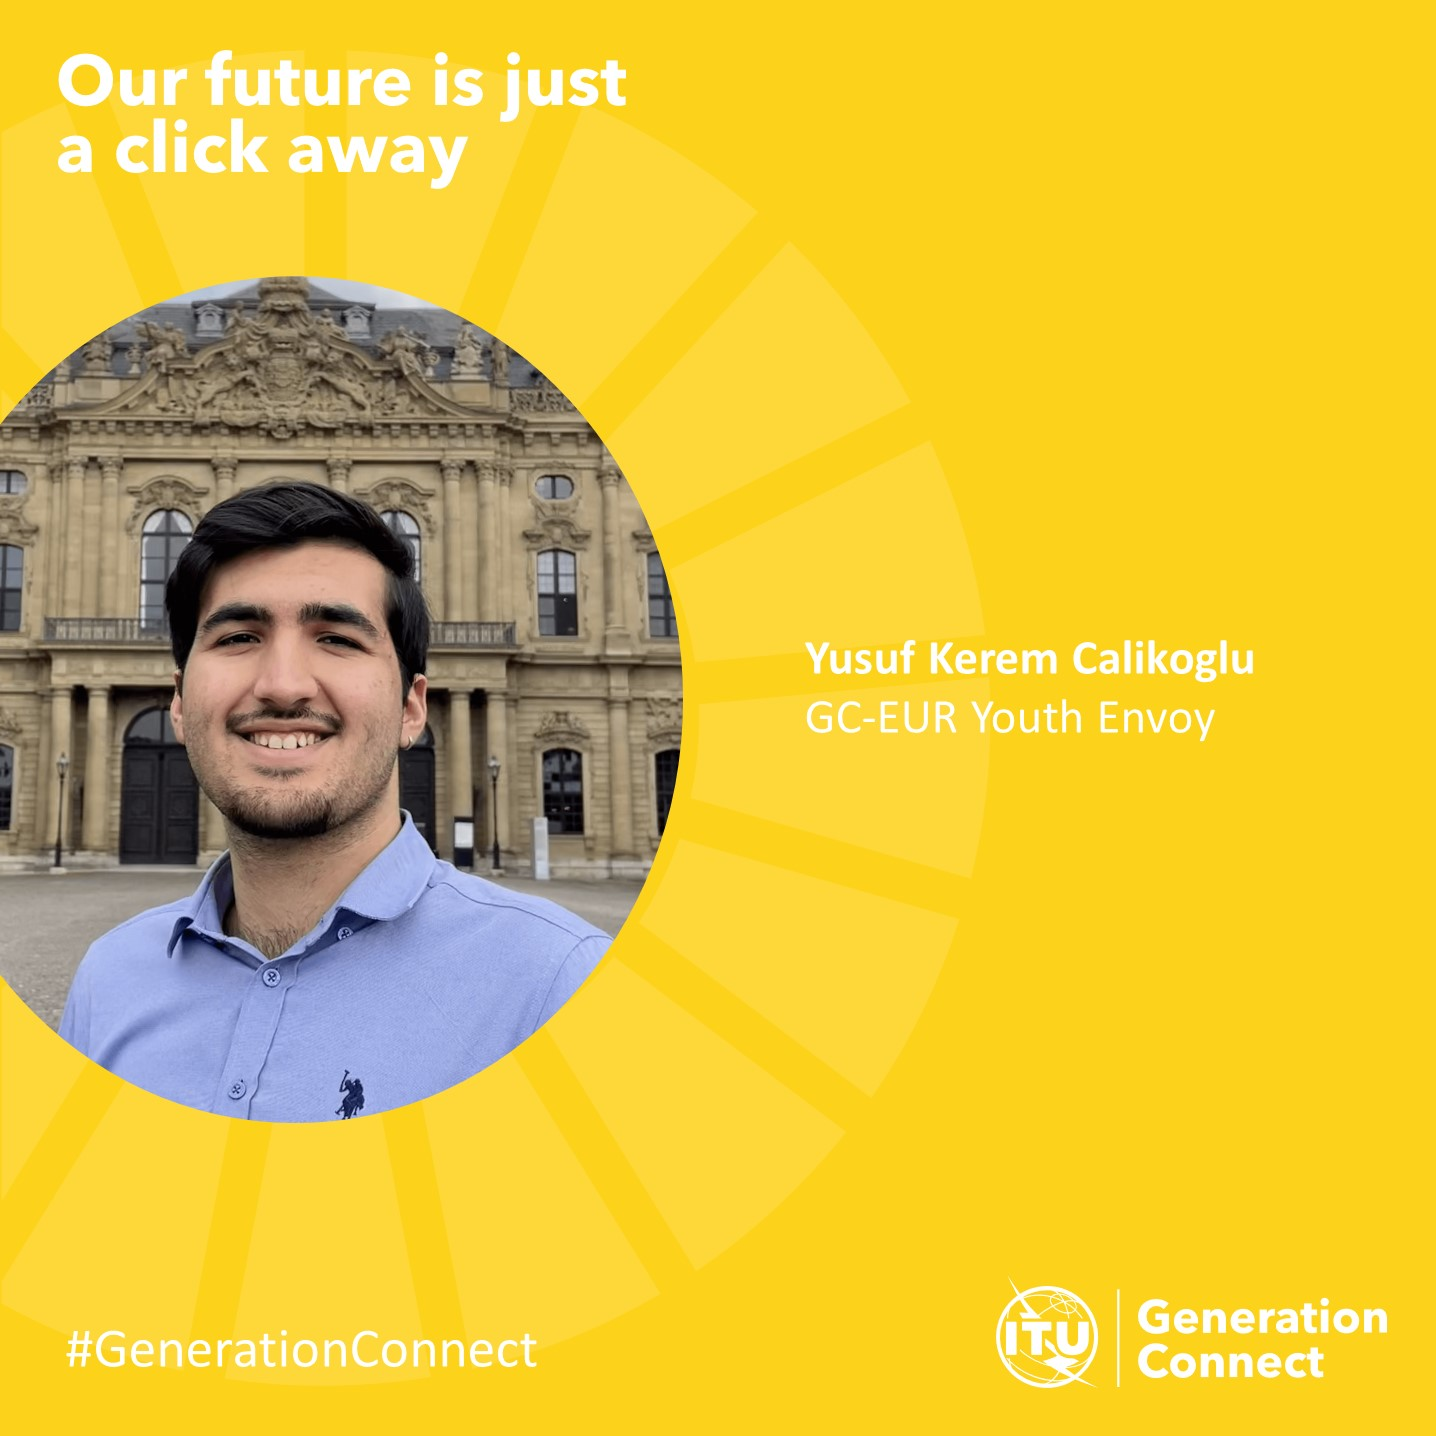 Our future is just
a click away
Yusuf Kerem Calikoglu
GC-EUR Youth Envoy
#GenerationConnect
ITU
Generation
Connect